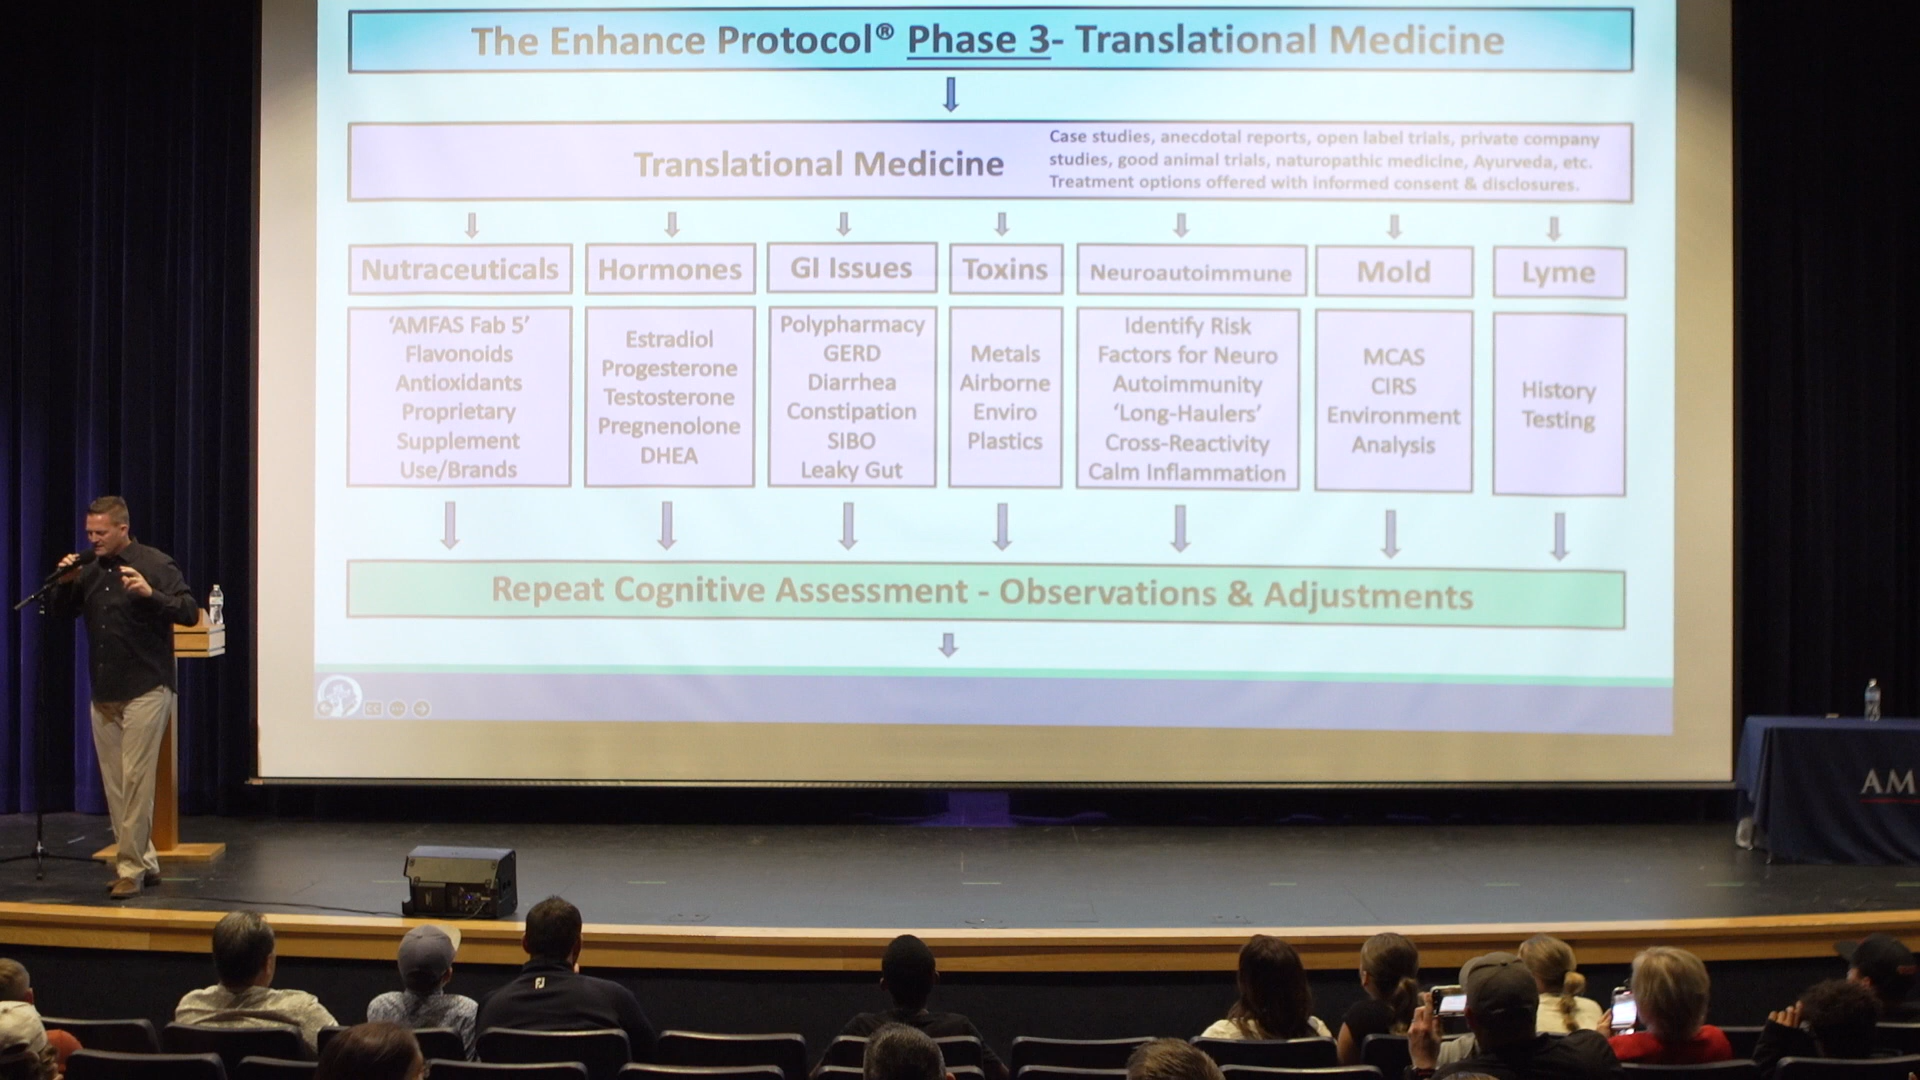 The Enhance Protocol® Phase 3- Translational Medicine
Translational Medicine
Case studies, anecdotal reports, open label trials, private company
studies, good animal trials, naturopathic medicine, Ayurveda, etc.
Treatment options offered with informed consent & disclosures.
Nutraceuticals
'AMFAS Fab 5'
Flavonoids
Antioxidants
Proprietary
Supplement
Use/Brands
Hormones
Estradiol
Progesterone
Testosterone
Pregnenolone
DHEA
GI Issues
Polypharmacy
GERD
Diarrhea
Constipation
SIBO
Leaky Gut
Toxins
Metals
Airborne
Enviro
Plastics
Neuroautoimmune
Identify Risk
Factors for Neuro
Autoimmunity
'Long-Haulers'
Cross-Reactivity
Calm Inflammation
Mold
MCAS
CIRS
Environment
Analysis
Lyme
History
Testing
Repeat Cognitive Assessment - Observations & Adjustments
AM
FJ